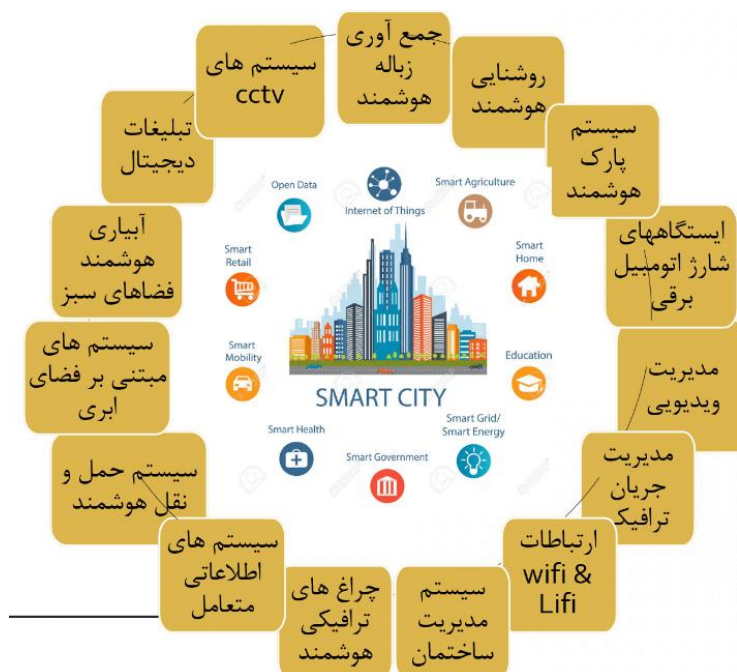 جمع آوری
زباله
هوشمند
روشنایی
هوشمند
سیستم
پارک
هوشمند
ایستگاههای
شارژ اتومبیل
برقی
مدیریت
ویدیویی
مدیریت
جریان
ترافیک
ارتباطات
wifi &
Lifi
سیستم
مدیریت
ساختمان
چراغ های
ترافیکی
هوشمند
سیستم های
اطلاعاتی
متعامل
سیستم حمل و
نقل هوشمند
سیستم های
مبتنی بر فضای
ابری
آبیاری
هوشمند
فضاهای سبز
تبلیغات
دیجیتال
سیستم های
cctv
Internet of Things
Smart Agriculture
Smart
Home
Education
Smart Grid/
Smart Energy
Smart Government
Smart Health
Smart
Mobility
Smart
Retail
Open Data
SMART CITY